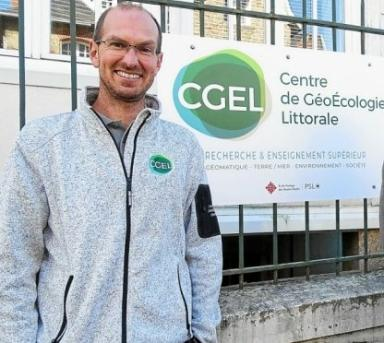 CGEL
Centre
de GéoÉcologie
Littorale
RECHERCHE & ENSEIGNEMENT SUPÉRIEUR
GÉOMATIQUE - TERRE / MER - ENVIRONNEMENT - SOCIÉTÉ
PSL
CGEL